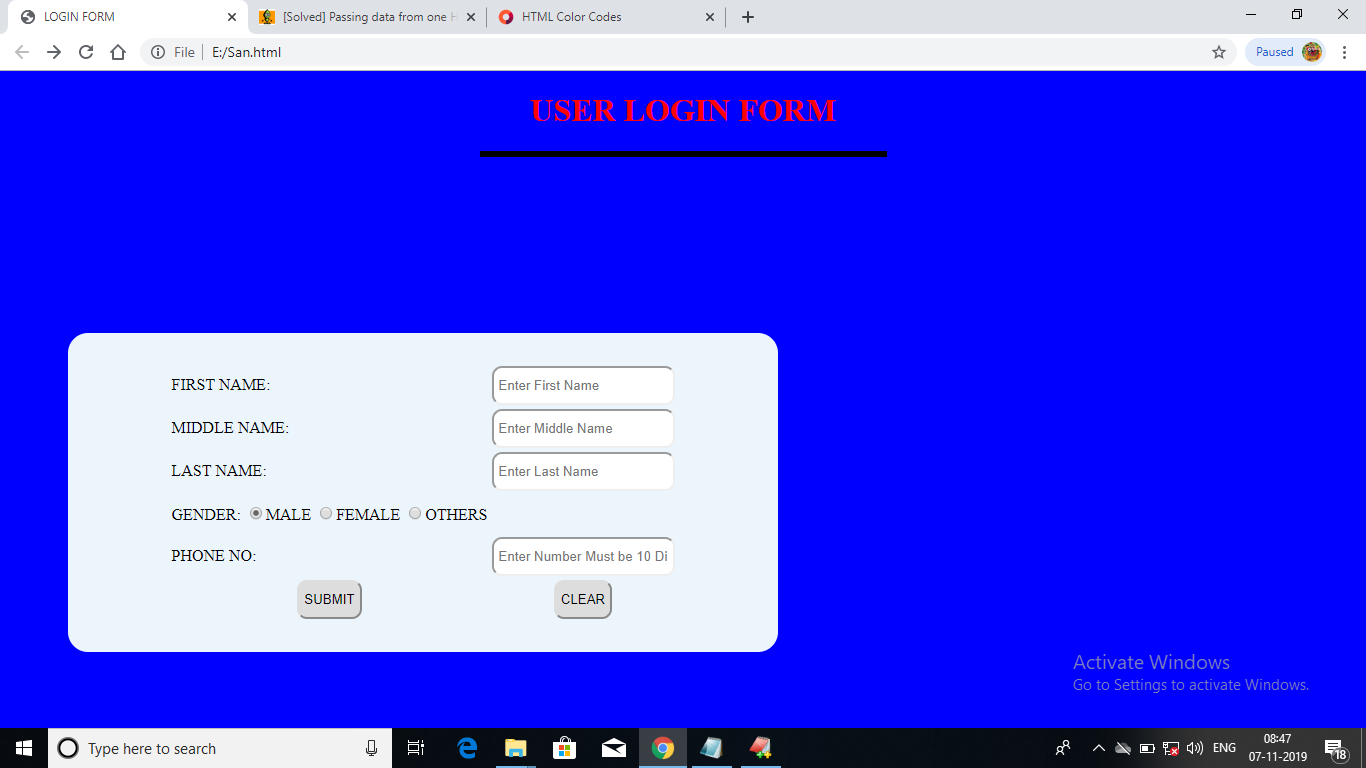 LOGIN FORM
[Solved] Passing data from one H
HTML Color Codes
File
E:/San.html
Paused
USER LOGIN FORM
FIRST NAME: Enter First Name
MIDDLE NAME: Enter Middle Name
LAST NAME: Enter Last Name
GENDER: MALE FEMALE OTHERS
PHONE NO: Enter Number Must be 10 Di
SUBMIT CLEAR
Activate Windows
Go to Settings to activate Windows.
Type here to search
ENG
08:47
07-11-2019
18